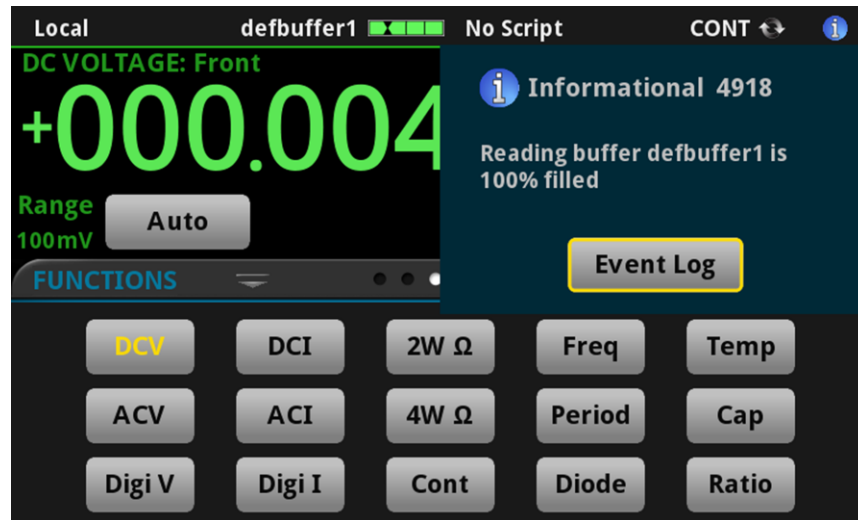 Local defbuffer1 No Script CONT
DC VOLTAGE: Front
+000.004
Range
100mV
Auto
Informational 4918
Reading buffer defbuffer1 is
100% filled
Event Log
FUNCTIONS
DCV DCI 2W Ω Freq Temp
ACV ACI 4W Ω Period Cap
Digi V Digi I Cont Diode Ratio